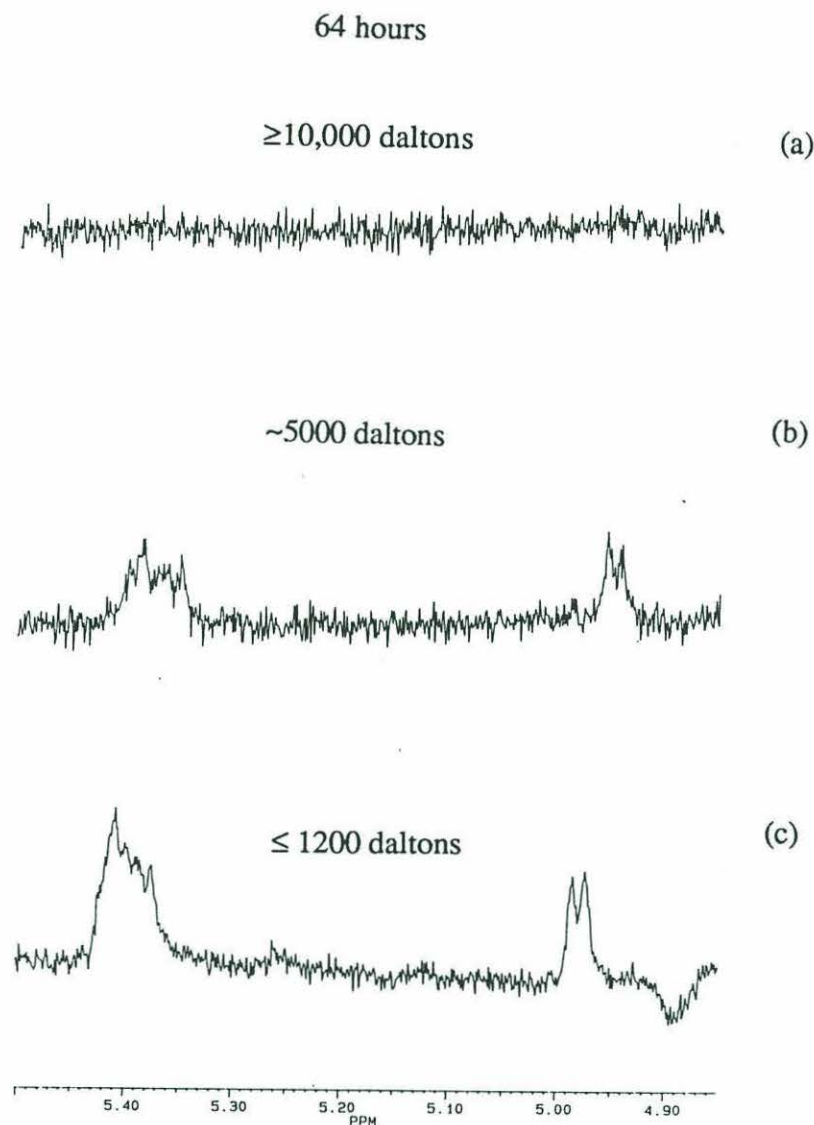 64 hours
≥10,000 daltons (a)
~5000 daltons (b)
≤ 1200 daltons (c)
5.40 5.30 5.20 5.10 5.00 4.90
PPM